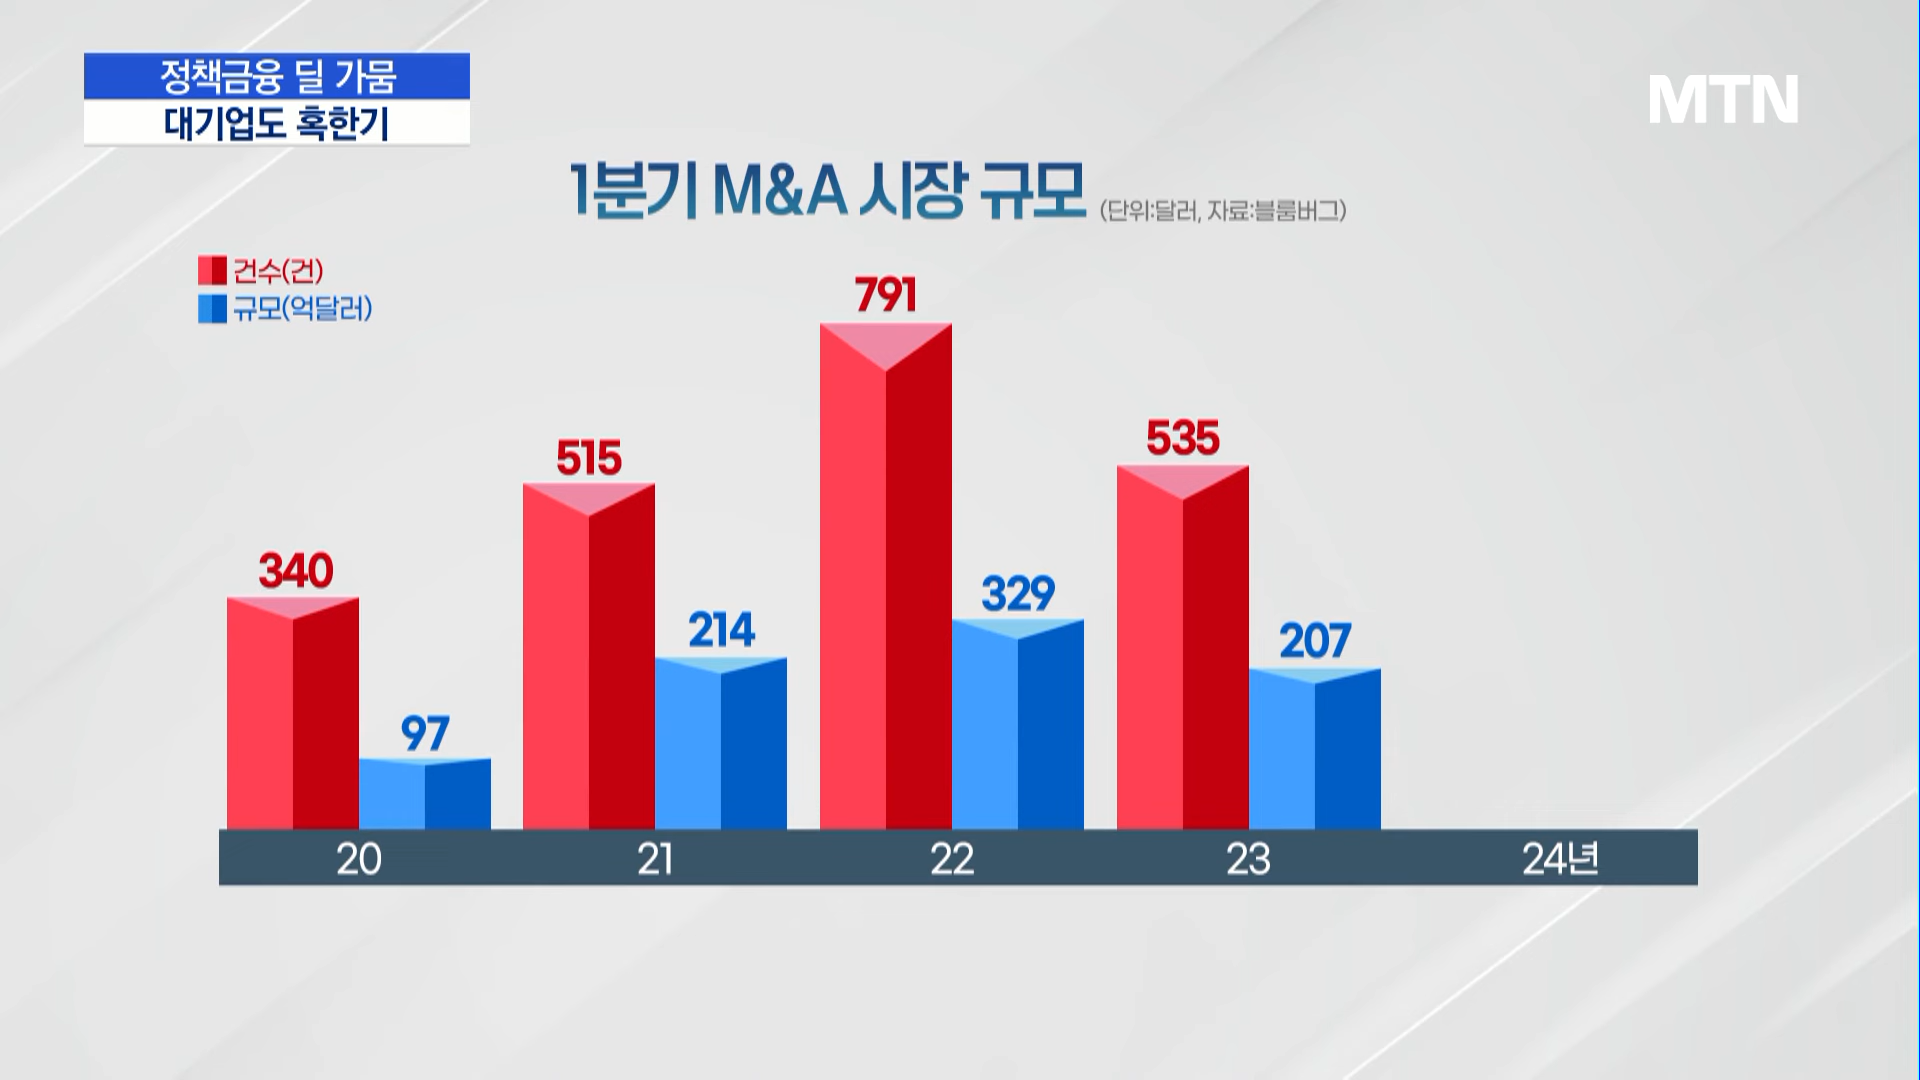 정책금융 딜 가뭄
대기업도 혹한기
MTN
1분기 M&A 시장 규모 (단위:달러, 자료:블룸버그)
건수(건)
규모(억달러)
340
97
515
214
791
329
535
207
20 21 22 23 24년